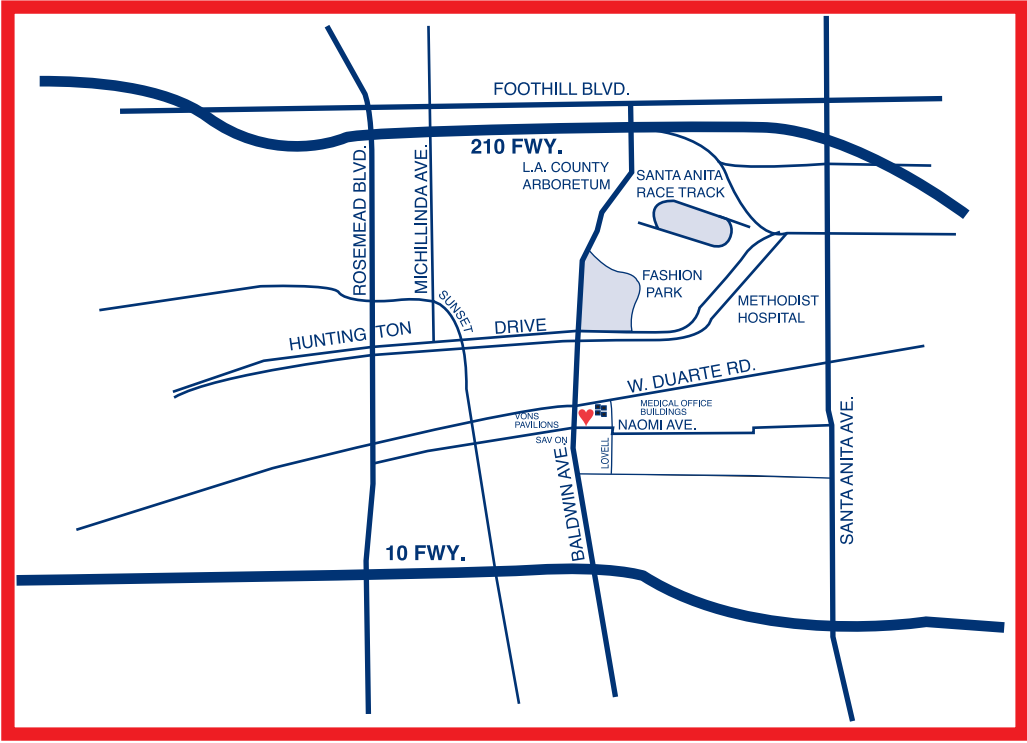 FOOTHILL BLVD.
210 FWY.
L.A. COUNTY
ARBORETUM
SANTA ANITA
RACE TRACK
ROSEMEAD BLVD.
MICHILLINDA AVE.
SUNSET
FASHION
PARK
METHODIST
HOSPITAL
HUNTINGTON DRIVE
W. DUARTE RD.
MEDICAL OFFICE
BUILDINGS
VONS
PAVILIONS
NAOMI AVE.
SAV ON
LOVELL
BALDWIN AVE.
SANTA ANITA AVE.
10 FWY.